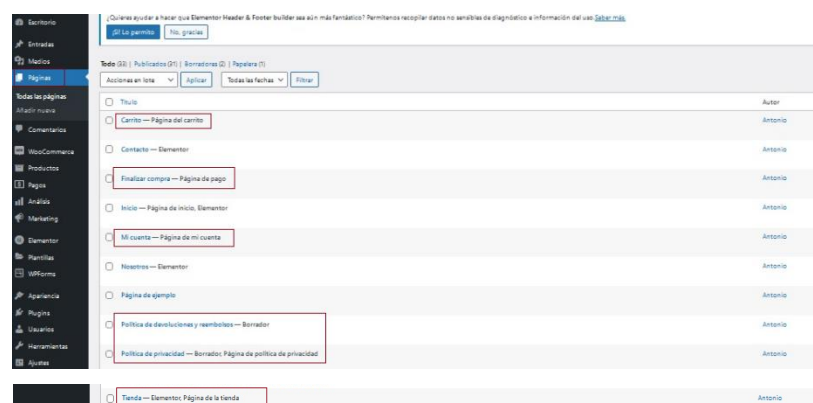 Escritorio
Entradas
Medios
Páginas
Todas las páginas
Añadir nueva
Comentarios
WooCommerce
Productos
Pagos
Análisis
Marketing
Elementor
Plantillas
WPForms
Apariencia
Plugins
Usuarios
Herramientas
Ajustes
¿Quieres ayudar a hacer que Elementor Header & Footer builder sea aún más fantástico? Permítenos recopilar datos no sensibles de diagnóstico e información del uso Saber más.
¡Sí! Lo permito No, gracias
Todo (33) | Publicados (31) | Borradores (2) | Papelera (1)
Acciones en lote Aplicar Todas las fechas Filtrar
Título Autor
Carrito — Página del carrito Antonio
Contacto — Elementor Antonio
Finalizar compra — Página de pago Antonio
Inicio — Página de inicio, Elementor Antonio
Mi cuenta — Página de mi cuenta Antonio
Nosotros — Elementor Antonio
Página de ejemplo Antonio
Política de devoluciones y reembolsos — Borrador Antonio
Política de privacidad — Borrador, Página de política de privacidad Antonio
Tienda — Elementor, Página de la tienda Antonio